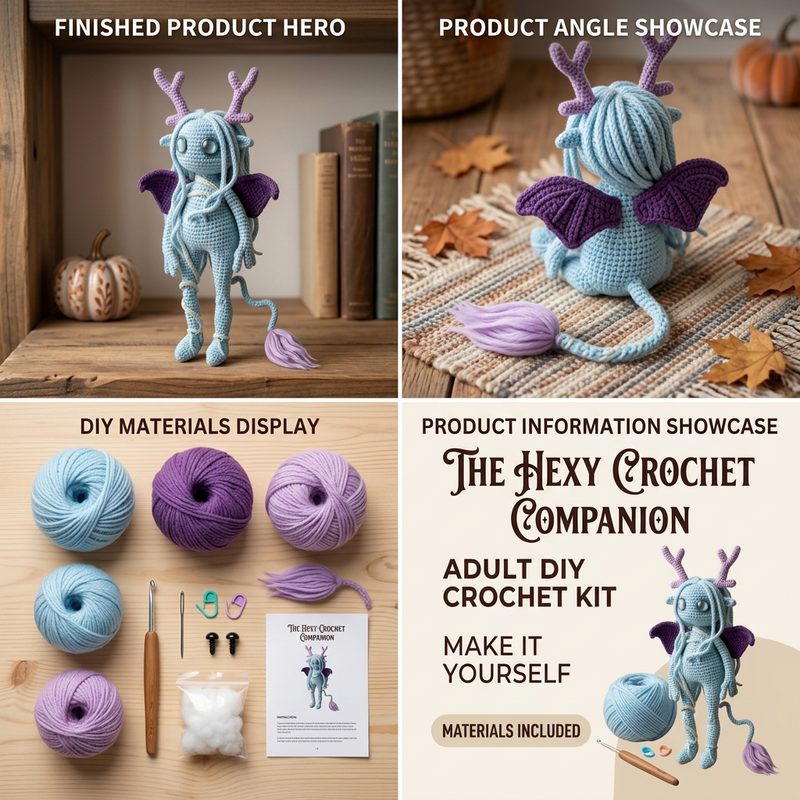 FINISHED PRODUCT HERO
PRODUCT ANGLE SHOWCASE
DIY MATERIALS DISPLAY
The Hexy Crochet
Companion
PRODUCT INFORMATION SHOWCASE
The Hexy Crochet
Companion
ADULT DIY
CROCHET KIT
MAKE IT
YOURSELF
MATERIALS INCLUDED